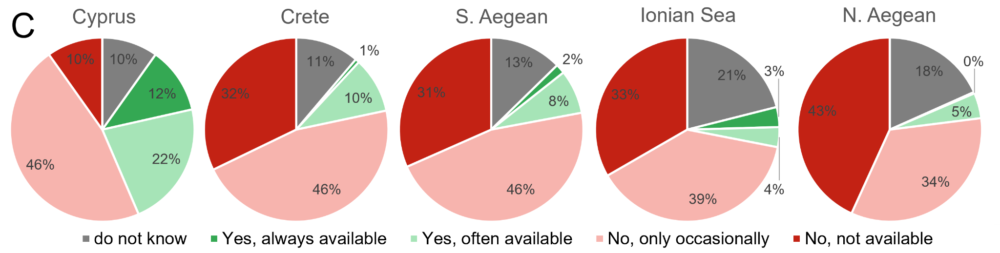 C
Cyprus
10%
10%
12%
22%
46%
Crete
11%
1%
10%
46%
32%
S. Aegean
13%
2%
8%
46%
31%
Ionian Sea
21%
3%
4%
39%
33%
N. Aegean
18%
0%
5%
34%
43%
do not know
Yes, always available
Yes, often available
No, only occasionally
No, not available